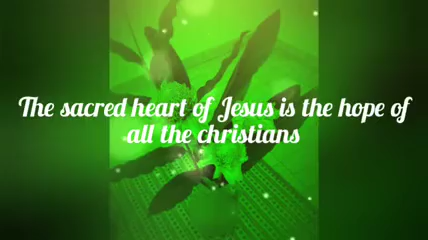 The sacred heart of Jesus is the hope of
all the christians